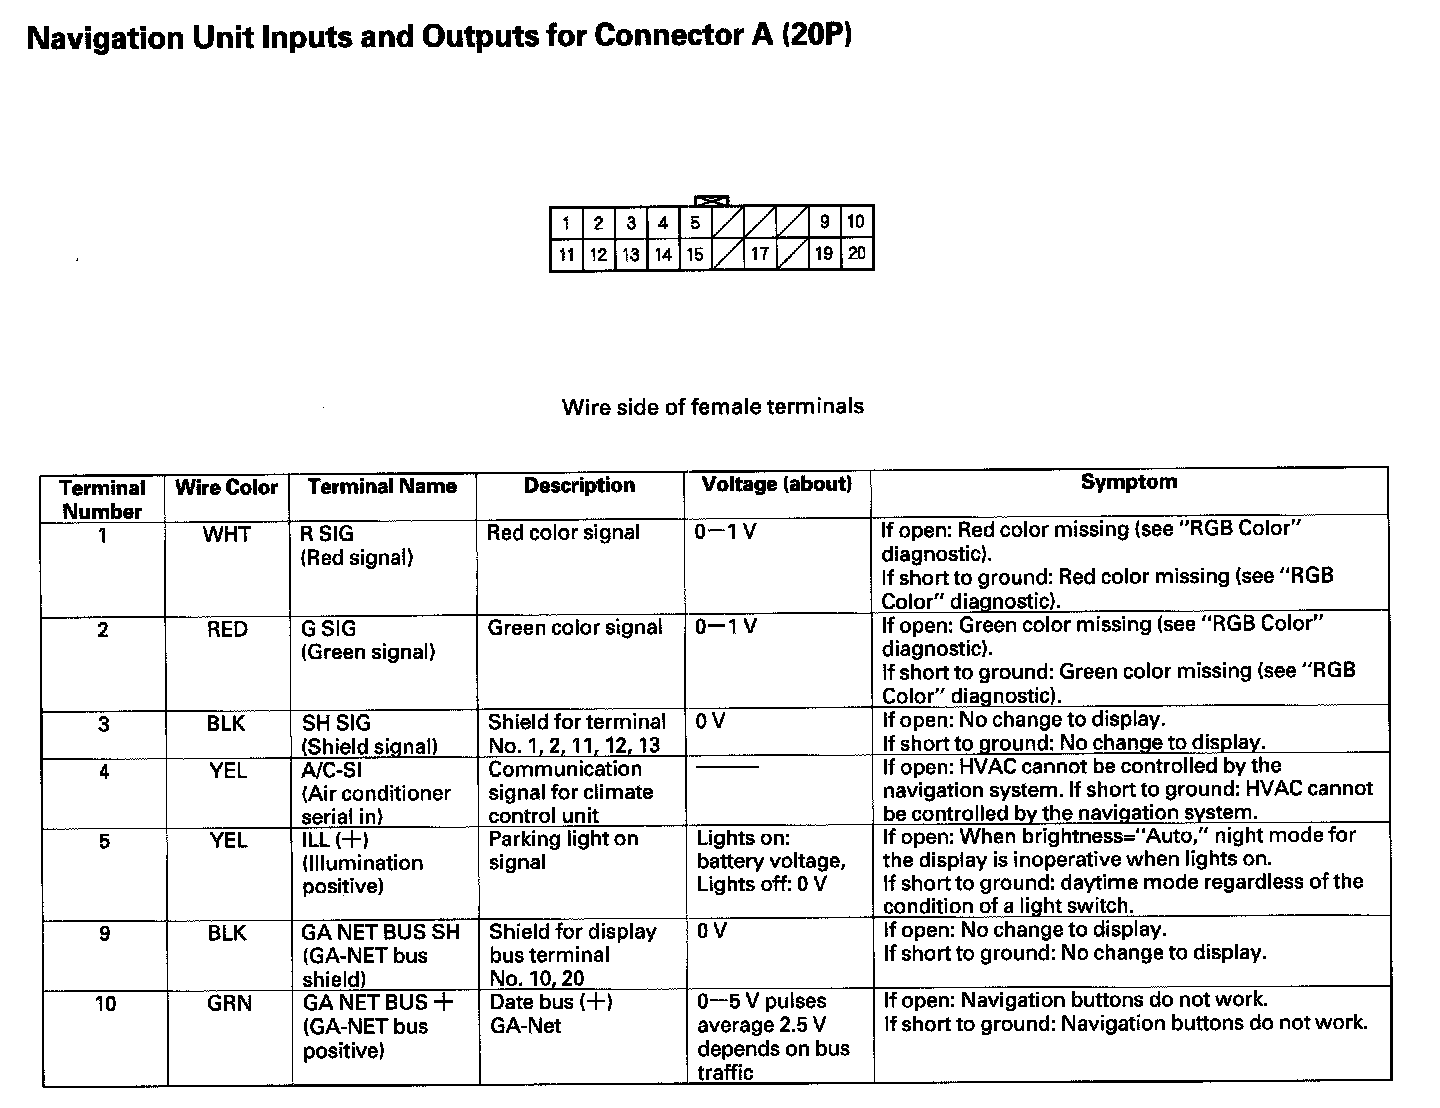 Navigation Unit Inputs and Outputs for Connector A (20P)
1 2 3 4 5 9 10
11 12 13 14 15 17 19 20
Wire side of female terminals
Terminal Number Wire Color Terminal Name Description Voltage (about) Symptom
1 WHT R SIG Red color signal 0—1 V If open: Red color missing (see "RGB Color"
(Red signal) diagnostic).
If short to ground: Red color missing (see "RGB
Color" diagnostic).
2 RED G SIG Green color signal 0—1 V If open: Green color missing (see "RGB Color"
(Green signal) diagnostic).
If short to ground: Green color missing (see "RGB
Color" diagnostic).
3 BLK SH SIG Shield for terminal 0 V If open: No change to display.
(Shield signal) No. 1, 2, 11, 12, 13 If short to ground: No change to display.
4 YEL A/C-SI Communication —— If open: HVAC cannot be controlled by the
(Air conditioner signal for climate navigation system. If short to ground: HVAC cannot
serial in) control unit be controlled by the navigation system.
5 YEL ILL (+) Parking light on Lights on: If open: When brightness="Auto," night mode for
(Illumination signal battery voltage, the display is inoperative when lights on.
positive) Lights off: 0 V If short to ground: daytime mode regardless of the
condition of a light switch.
9 BLK GA NET BUS SH Shield for display 0 V If open: No change to display.
(GA-NET bus bus terminal If short to ground: No change to display.
shield) No. 10, 20
10 GRN GA NET BUS + Date bus (+) 0—5 V pulses If open: Navigation buttons do not work.
(GA-NET bus GA-Net average 2.5 V If short to ground: Navigation buttons do not work.
positive) depends on bus
traffic